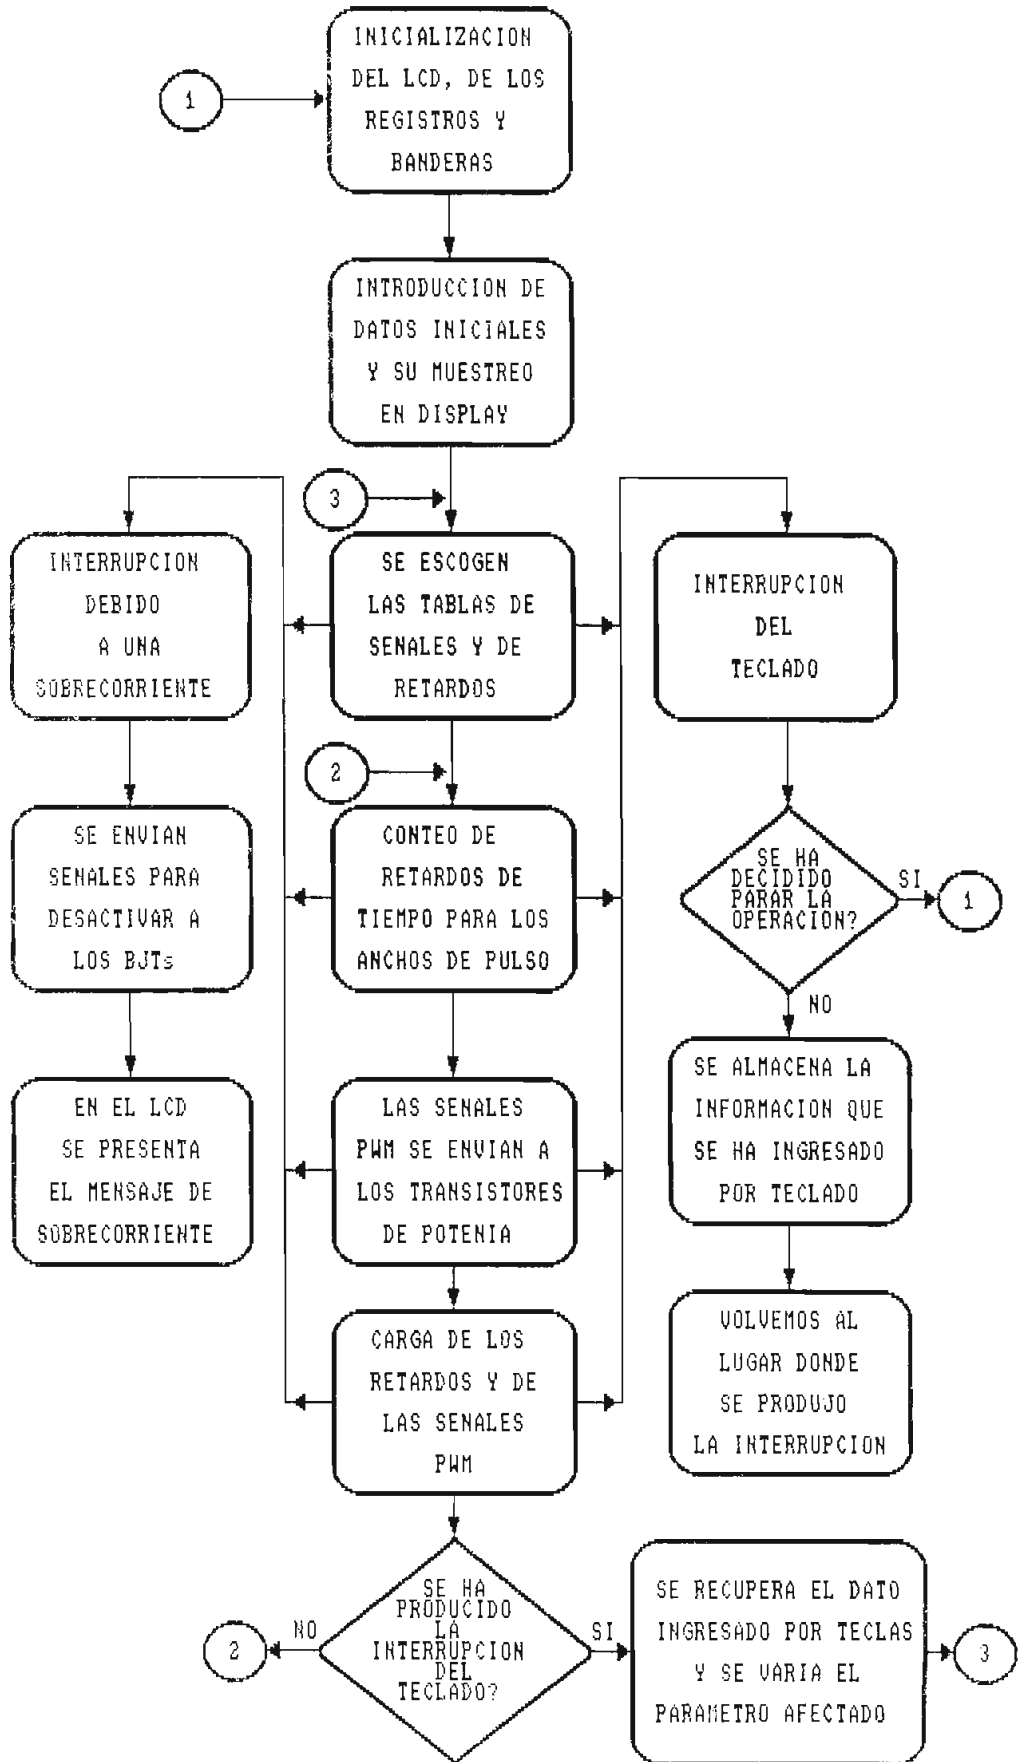 INICIALIZACION
DEL LCD, DE LOS
REGISTROS Y
BANDERAS
1
INTRODUCCION DE
DATOS INICIALES
Y SU MUESTREO
EN DISPLAY
3
INTERRUPCION
DEBIDO
A UNA
SOBRECORRIENTE
SE ESCOGEN
LAS TABLAS DE
SENALES Y DE
RETARDOS
INTERRUPCION
DEL
TECLADO
2
SE ENVIAN
SENALES PARA
DESACTIVAR A
LOS BJTs
CONTEO DE
RETARDOS DE
TIEMPO PARA LOS
ANCHOS DE PULSO
SE HA
DECIDIDO
PARAR LA
OPERACION?
SI
1
NO
EN EL LCD
SE PRESENTA
EL MENSAJE DE
SOBRECORRIENTE
LAS SENALES
PWM SE ENVIAN A
LOS TRANSISTORES
DE POTENIA
SE ALMACENA LA
INFORMACION QUE
SE HA INGRESADO
POR TECLADO
CARGA DE LOS
RETARDOS Y DE
LAS SENALES
PWM
VOLVEMOS AL
LUGAR DONDE
SE PRODUJO
LA INTERRUPCION
SE HA
PRODUCIDO
LA
INTERRUPCION
DEL
TECLADO?
NO
2
SI
SE RECUPERA EL DATO
INGRESADO POR TECLAS
Y SE VARIA EL
PARAMETRO AFECTADO
3